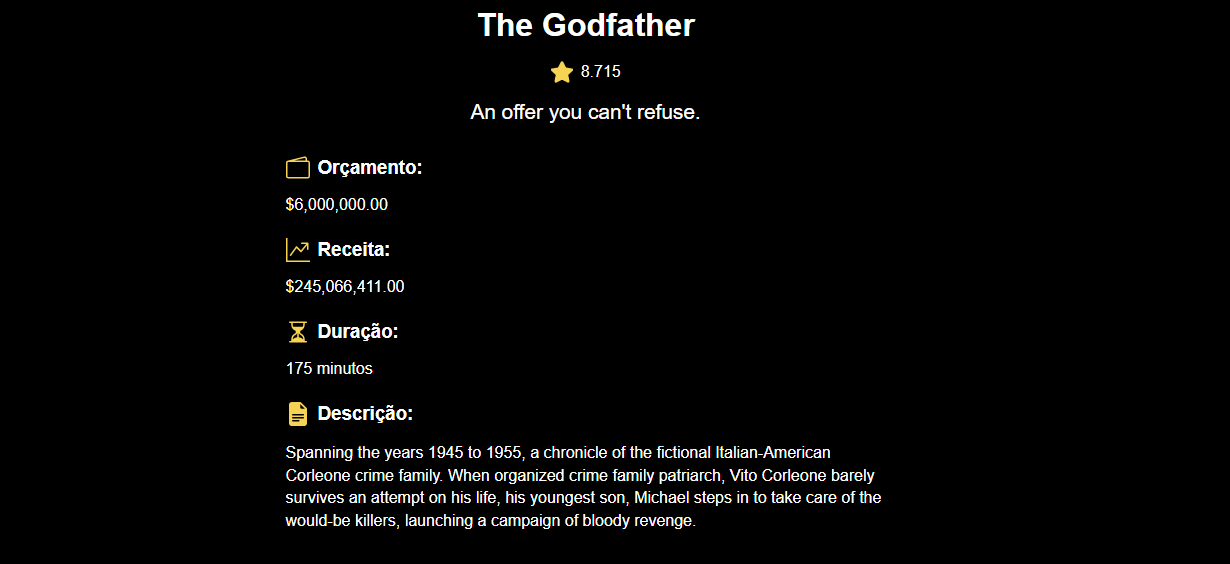 The Godfather
8.715
An offer you can't refuse.
Orçamento:
$6,000,000.00
Receita:
$245,066,411.00
Duração:
175 minutos
Descrição:
Spanning the years 1945 to 1955, a chronicle of the fictional Italian-American
Corleone crime family. When organized crime family patriarch, Vito Corleone barely
survives an attempt on his life, his youngest son, Michael steps in to take care of the
would-be killers, launching a campaign of bloody revenge.